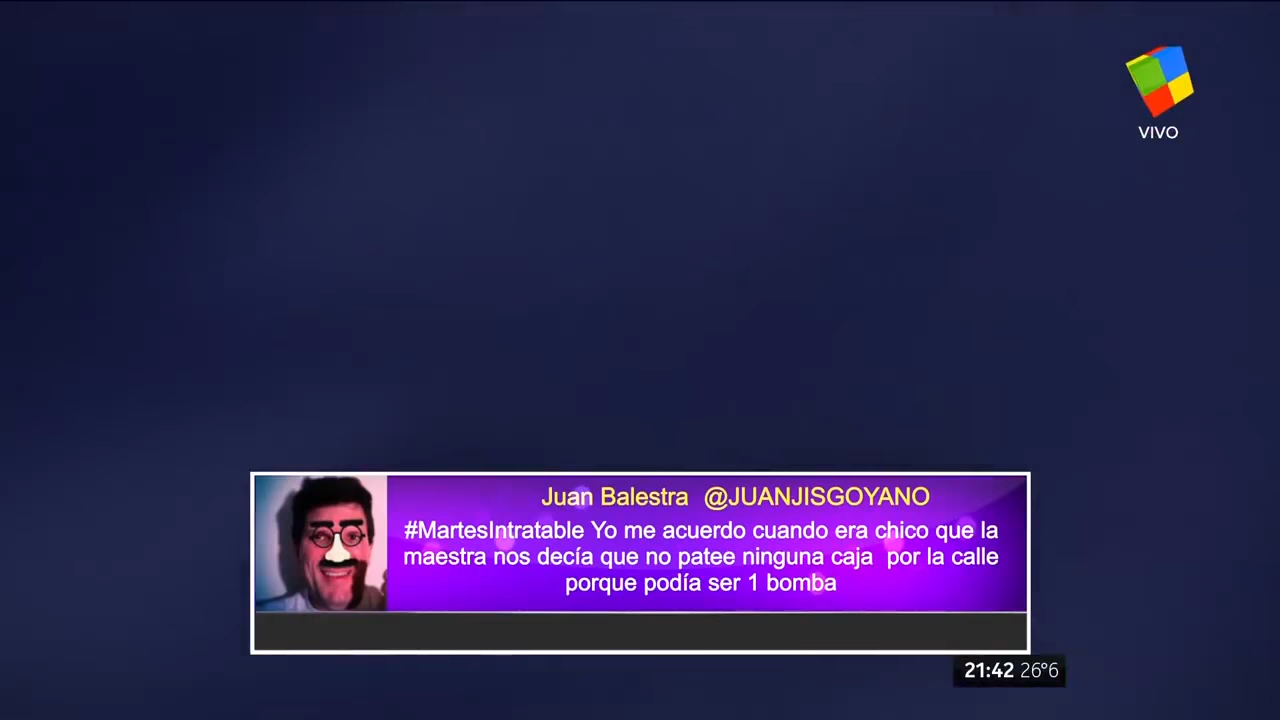 VIVO
Juan Balestra @JUANJISGOYANO
#MartesIntratable Yo me acuerdo cuando era chico que la
maestra nos decía que no patee ninguna caja por la calle
porque podía ser 1 bomba
21:42 26°6